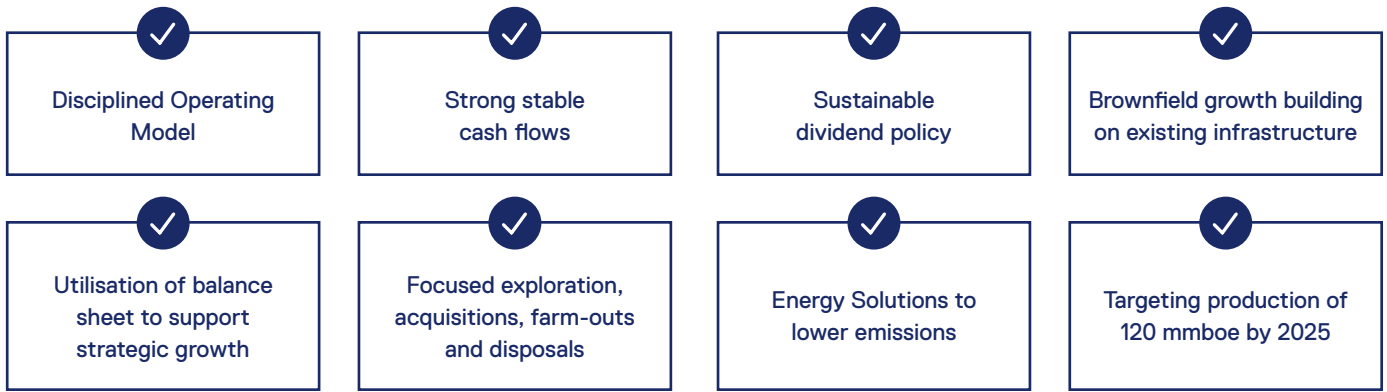 Disciplined Operating
Model
Strong stable
cash flows
Sustainable
dividend policy
Brownfield growth building
on existing infrastructure
Utilisation of balance
sheet to support
strategic growth
Focused exploration,
acquisitions, farm-outs
and disposals
Energy Solutions to
lower emissions
Targeting production of
120 mmboe by 2025